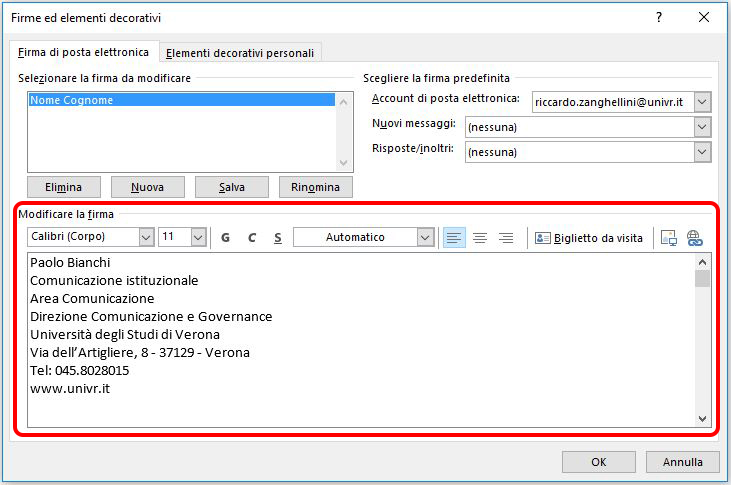 Firme ed elementi decorativi
?
Firma di posta elettronica
Elementi decorativi personali
Selezionare la firma da modificare
Nome Cognome
Elimina
Nuova
Salva
Rinomina
Scegliere la firma predefinita
Account di posta elettronica:
riccardo.zanghellini@univr.it
Nuovi messaggi:
(nessuna)
Risposte/inoltri:
(nessuna)
Modificare la firma
Calibri (Corpo)
11
G C S
Automatico
Biglietto da visita
Paolo Bianchi
Comunicazione istituzionale
Area Comunicazione
Direzione Comunicazione e Governance
Università degli Studi di Verona
Via dell’Artigliere, 8 - 37129 - Verona
Tel: 045.8028015
www.univr.it
OK
Annulla